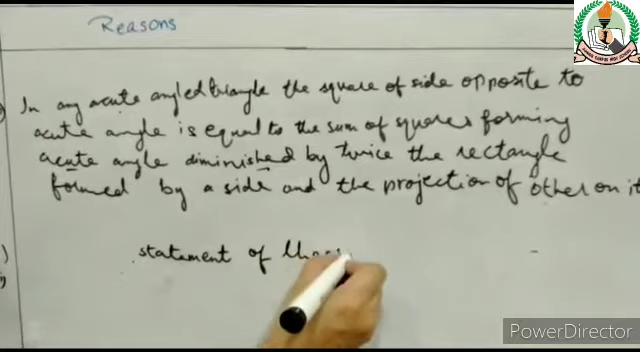 Reasons
In any acute angled triangle the square of side opposite to
acute angle is equal to the sum of squares forming
acute angle diminished by twice the rectangle
formed by a side and the projection of other on it
statement of
PowerDirector